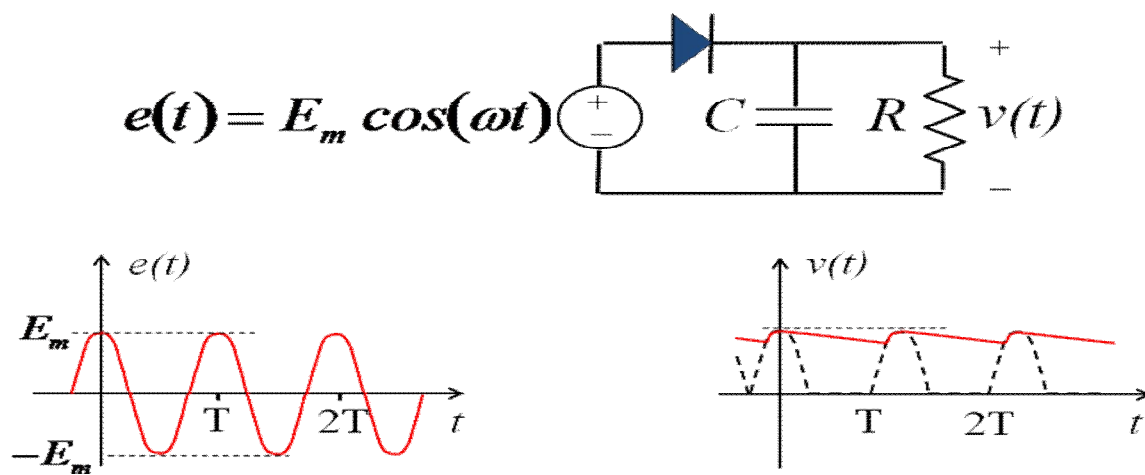 e(t) = E_m cos(ωt)
+
−
C
R
+
v(t)
−
e(t)
E_m
T
2T
t
−E_m
v(t)
T
2T
t